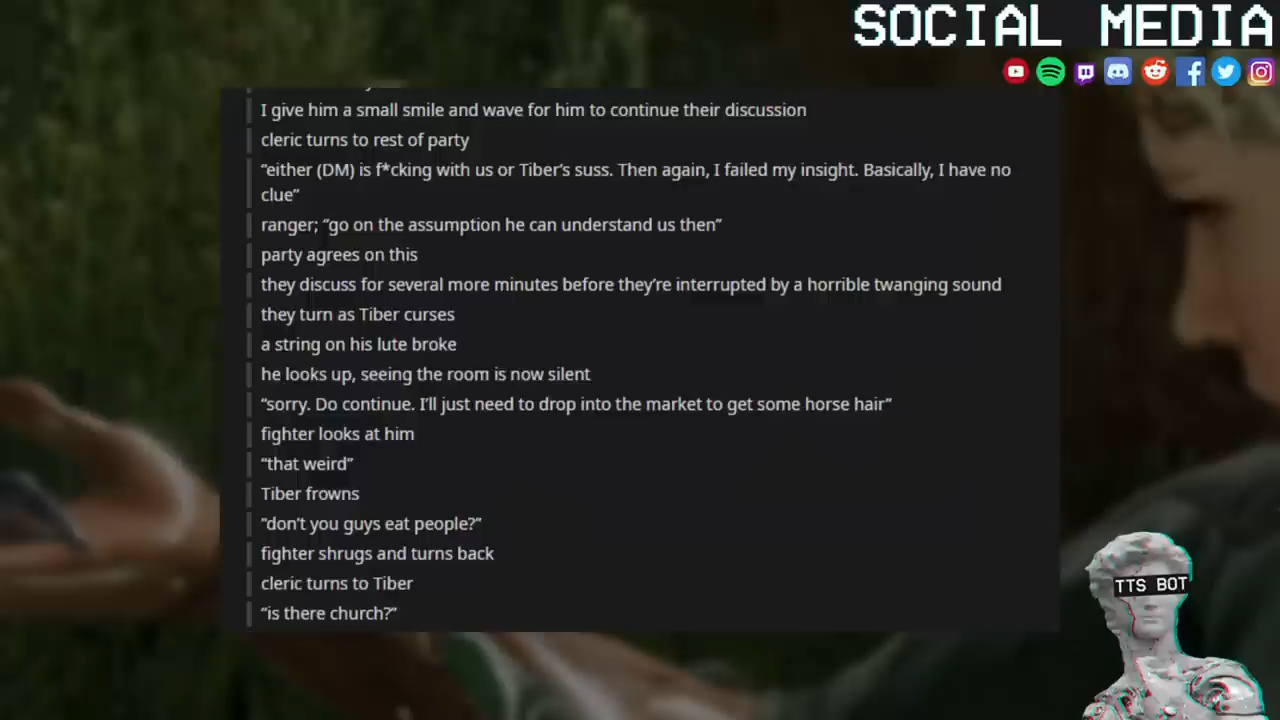 SOCIAL MEDIA
I give him a small smile and wave for him to continue their discussion
cleric turns to rest of party
“either (DM) is f*cking with us or Tiber’s suss. Then again, I failed my insight. Basically, I have no
clue”
ranger; “go on the assumption he can understand us then”
party agrees on this
they discuss for several more minutes before they’re interrupted by a horrible twanging sound
they turn as Tiber curses
a string on his lute broke
he looks up, seeing the room is now silent
“sorry. Do continue. I’ll just need to drop into the market to get some horse hair”
fighter looks at him
“that weird”
Tiber frowns
“don’t you guys eat people?”
fighter shrugs and turns back
cleric turns to Tiber
“is there church?”
TTS BOT